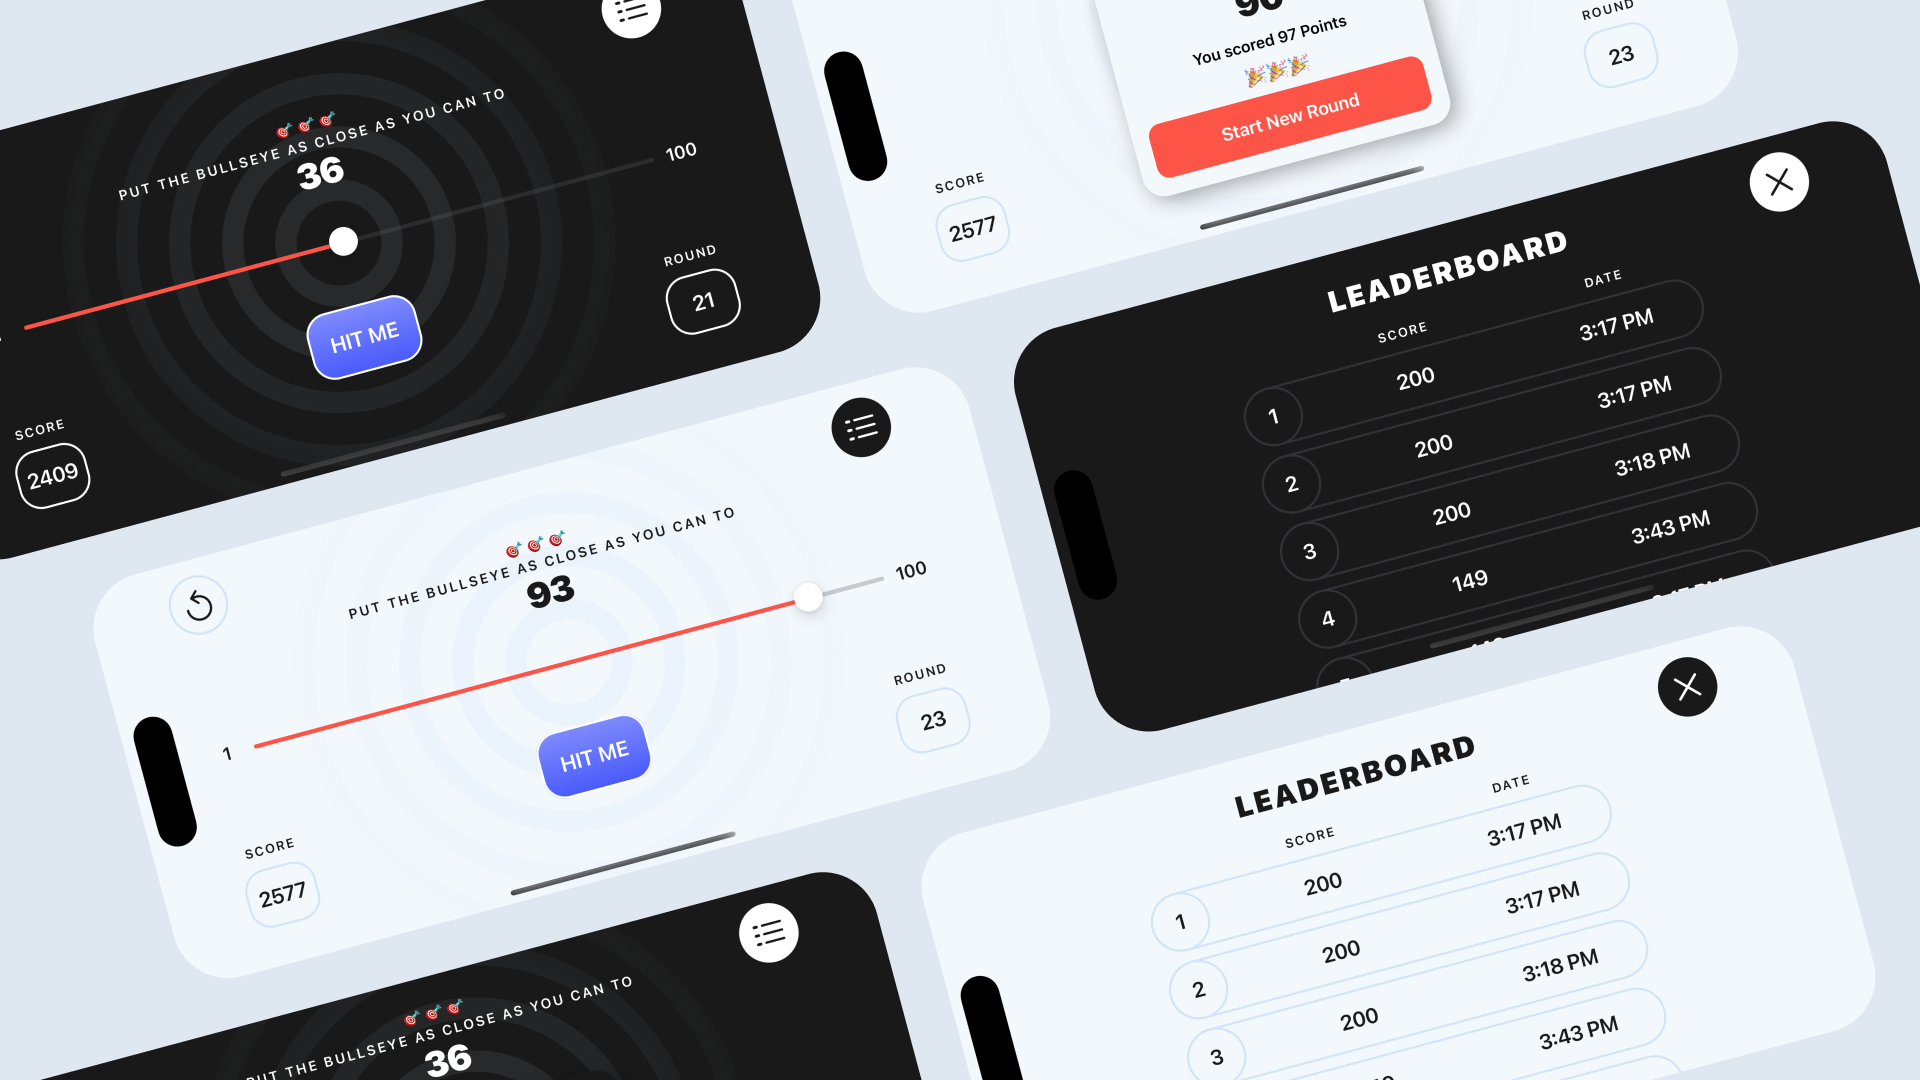 PUT THE BULLSEYE AS CLOSE AS YOU CAN TO
36
100
HIT ME
SCORE
2409
ROUND
21
You scored 97 Points
Start New Round
SCORE
2577
ROUND
23
LEADERBOARD
SCORE DATE
1 200 3:17 PM
2 200 3:17 PM
3 200 3:18 PM
4 149 3:43 PM
PUT THE BULLSEYE AS CLOSE AS YOU CAN TO
93
1 100
HIT ME
SCORE
2577
ROUND
23
LEADERBOARD
SCORE DATE
1 200 3:17 PM
2 200 3:17 PM
3 200 3:18 PM
3:43 PM
PUT THE BULLSEYE AS CLOSE AS YOU CAN TO
36